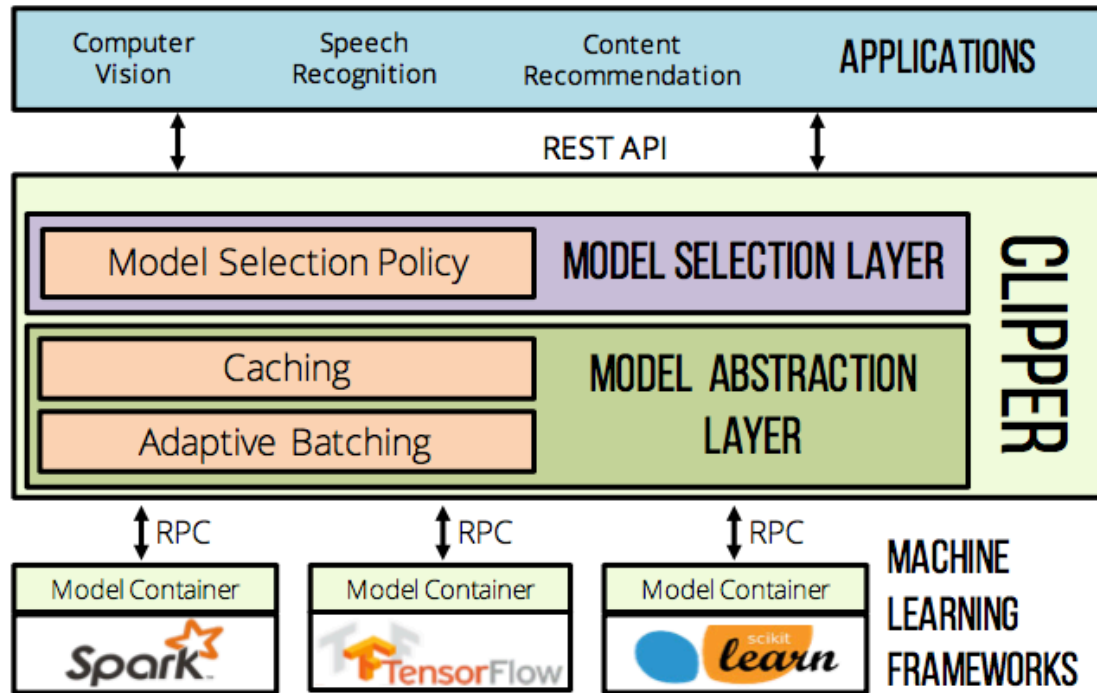 Computer
Vision
Speech
Recognition
Content
Recommendation
APPLICATIONS
REST API
Model Selection Policy
MODEL SELECTION LAYER
Caching
Adaptive Batching
MODEL ABSTRACTION
LAYER
CLIPPER
RPC
RPC
RPC
Model Container
Model Container
Model Container
Spark
TensorFlow
scikit
learn
MACHINE
LEARNING
FRAMEWORKS